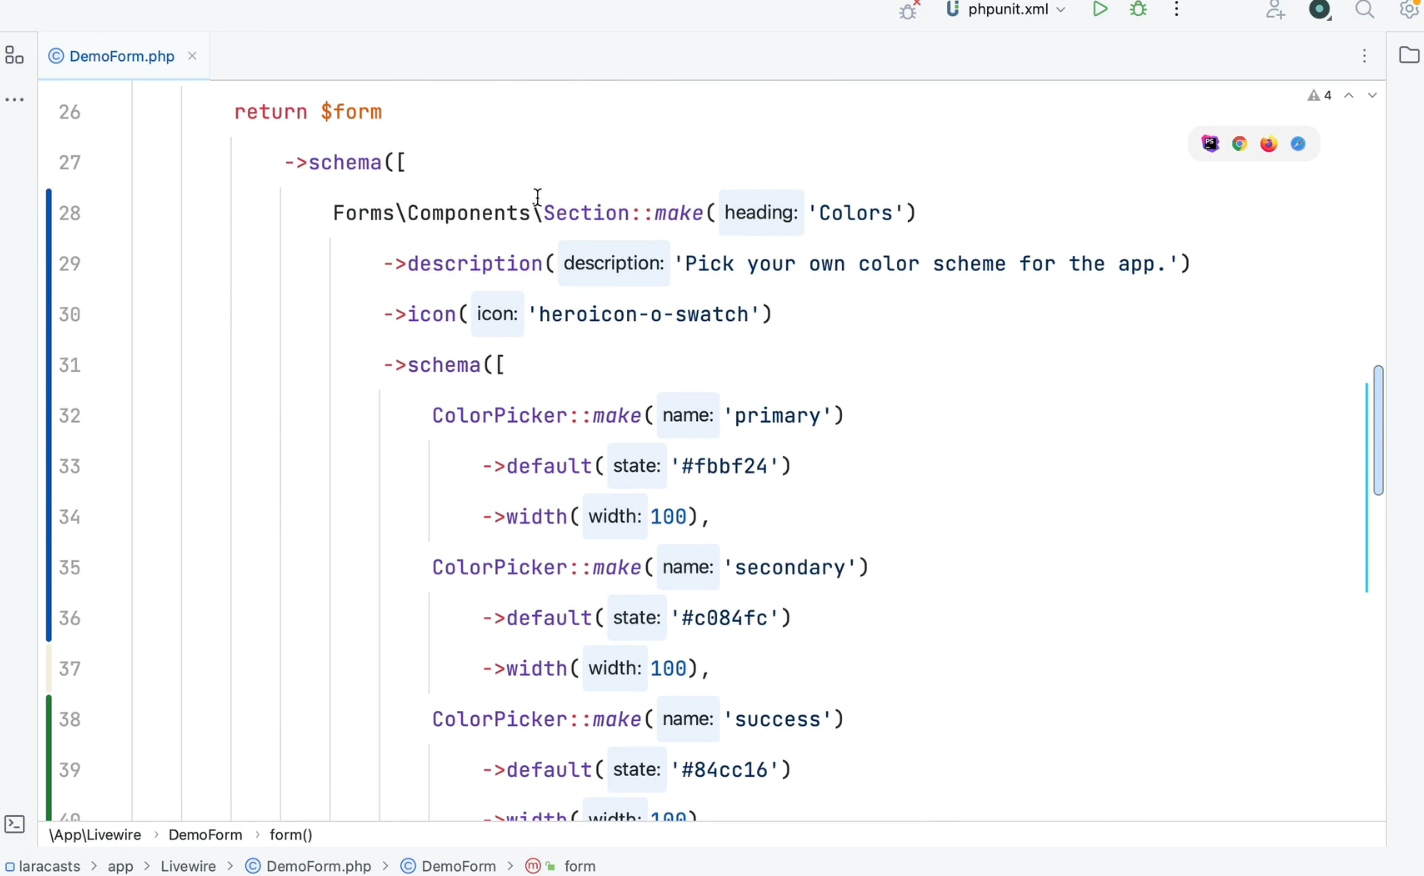 phpunit.xml
DemoForm.php
4
26 return $form
27 ->schema([
28 Forms\Components\Section::make( heading: 'Colors')
29 ->description( description: 'Pick your own color scheme for the app.')
30 ->icon( icon: 'heroicon-o-swatch')
31 ->schema([
32 ColorPicker::make( name: 'primary')
33 ->default( state: '#fbbf24')
34 ->width( width: 100),
35 ColorPicker::make( name: 'secondary')
36 ->default( state: '#c084fc')
37 ->width( width: 100),
38 ColorPicker::make( name: 'success')
39 ->default( state: '#84cc16')
40 ->width( width: 100)
\App\Livewire > DemoForm > form()
laracasts > app > Livewire > DemoForm.php > DemoForm > form